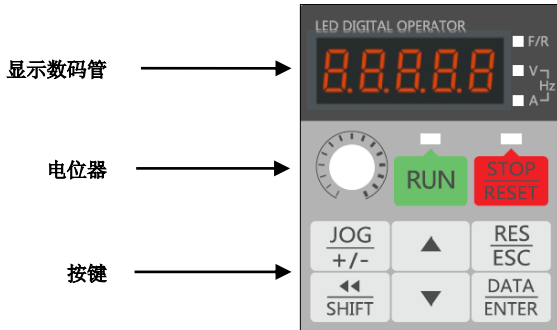 LED DIGITAL OPERATOR
F/R
显示数码管
8.8.8.8.8
V
Hz
A
电位器
RUN
STOP
RESET
JOG
+/-
▲
RES
ESC
按键
◀◀
SHIFT
▼
DATA
ENTER